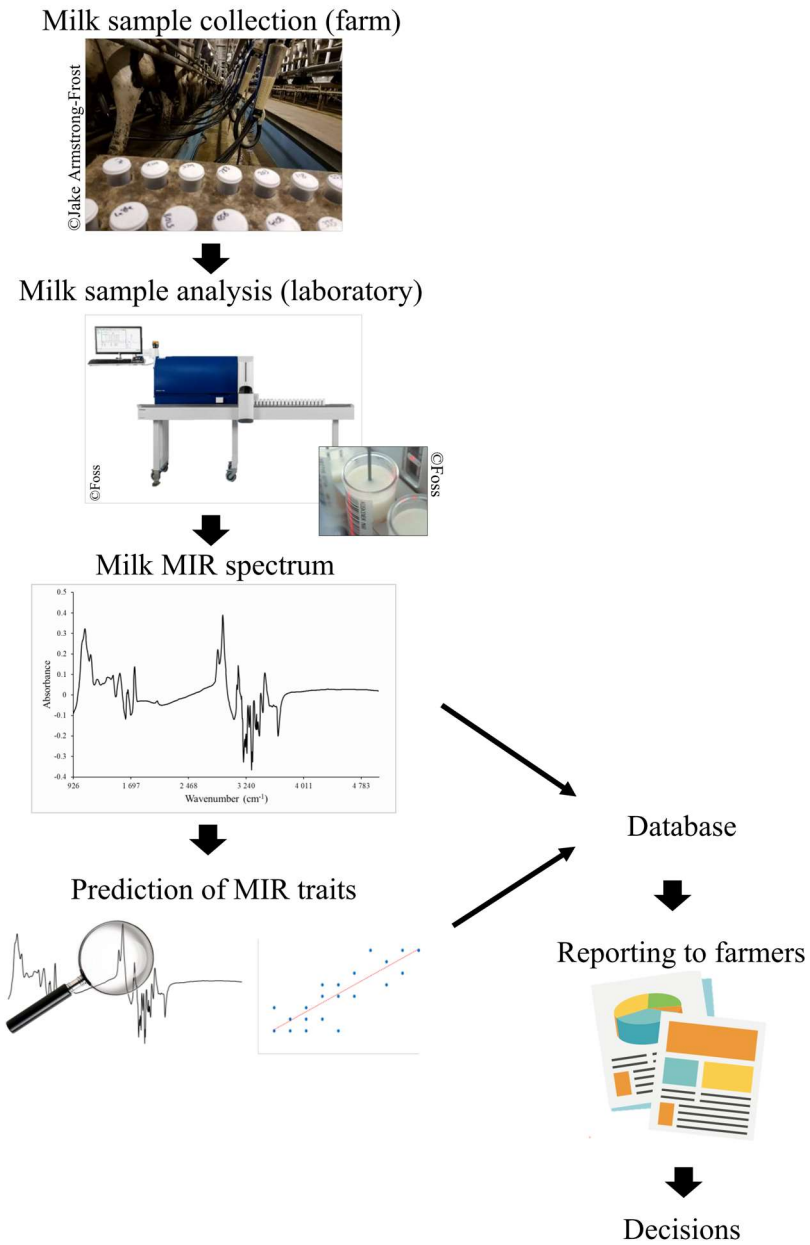 Milk sample collection (farm)
©Jake Armstrong-Frost
Milk sample analysis (laboratory)
©Foss
©Foss
Milk MIR spectrum
0.5
0.4
0.3
0.2
0.1
0
-0.1
-0.2
-0.3
-0.4
Absorbance
926 1 697 2 468 3 240 4 011 4 783
Wavenumber (cm-1)
Database
Prediction of MIR traits
Reporting to farmers
Decisions